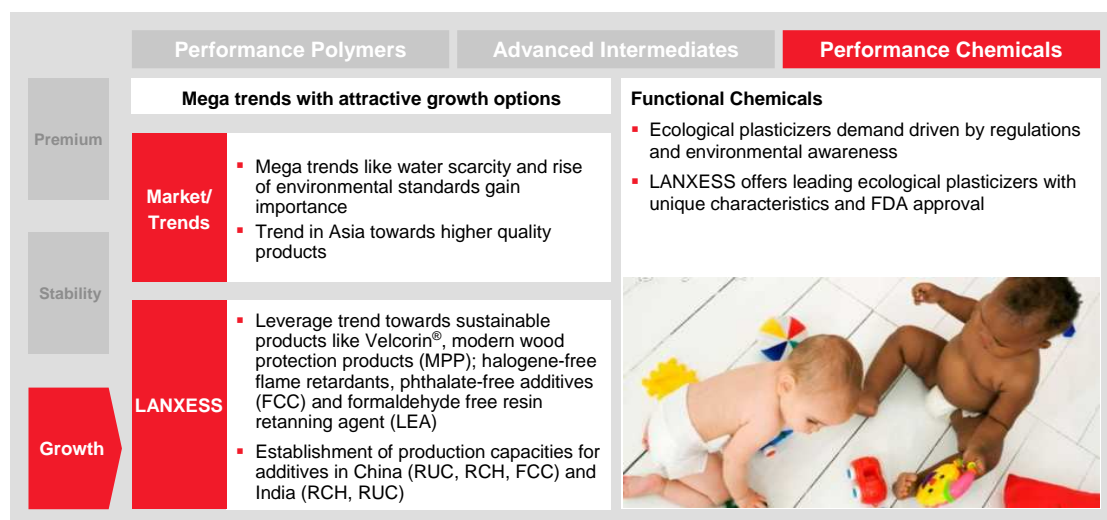 Performance Polymers
Advanced Intermediates
Performance Chemicals
Premium
Stability
Growth
Mega trends with attractive growth options
Market/
Trends
▪ Mega trends like water scarcity and rise
of environmental standards gain
importance
▪ Trend in Asia towards higher quality
products
LANXESS
▪ Leverage trend towards sustainable
products like Velcorin®, modern wood
protection products (MPP); halogene-free
flame retardants, phthalate-free additives
(FCC) and formaldehyde free resin
retanning agent (LEA)
▪ Establishment of production capacities for
additives in China (RUC, RCH, FCC) and
India (RCH, RUC)
Functional Chemicals
▪ Ecological plasticizers demand driven by regulations
and environmental awareness
▪ LANXESS offers leading ecological plasticizers with
unique characteristics and FDA approval